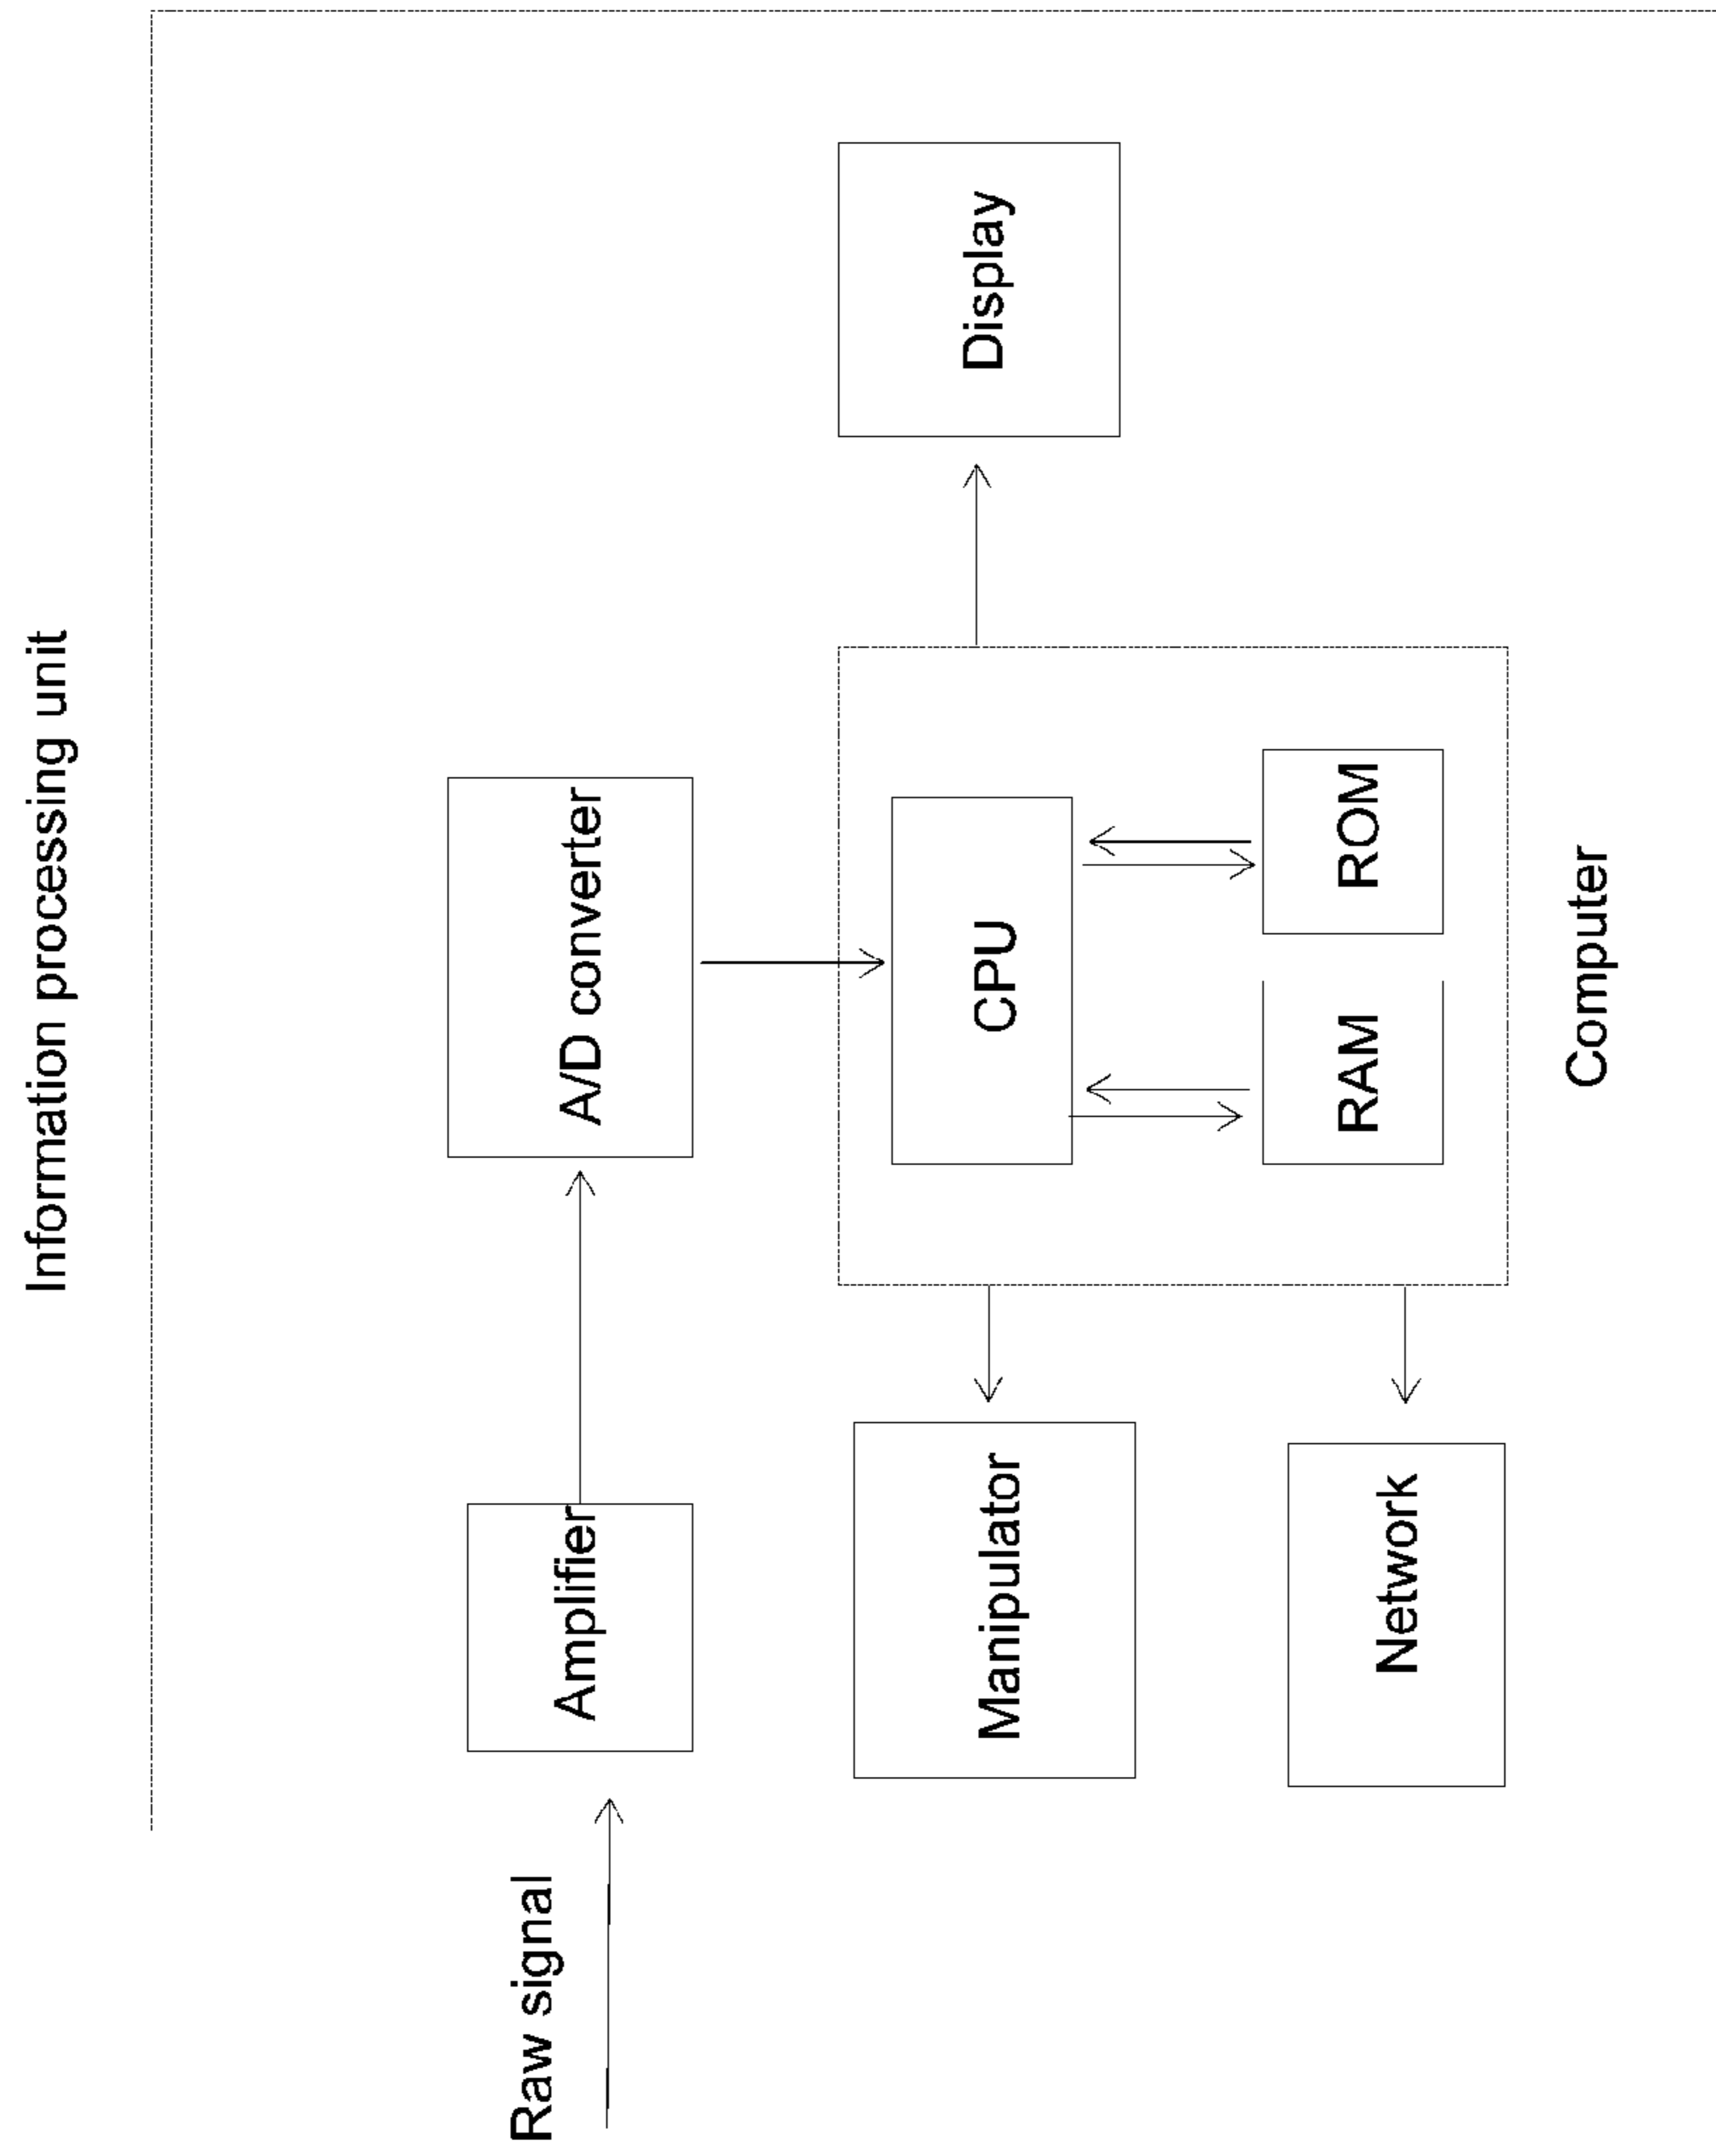 Information processing unit
Raw signal
Amplifier
A/D converter
Manipulator
CPU
Display
Network
RAM
ROM
Computer